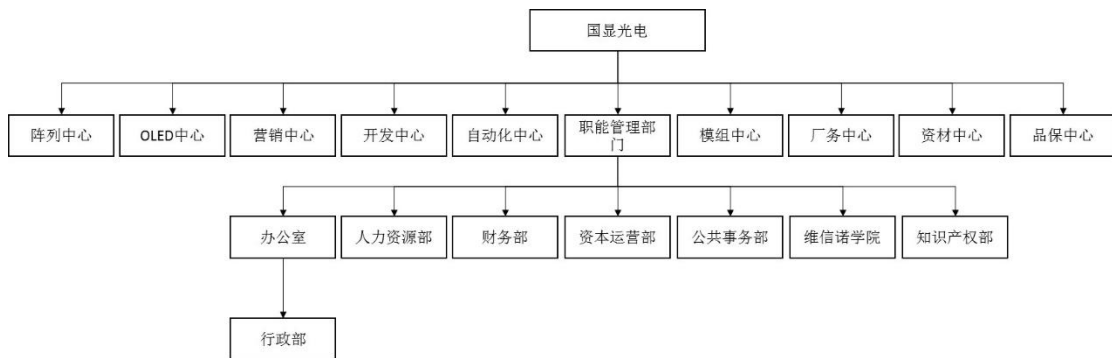 国显光电
阵列中心
OLED中心
营销中心
开发中心
自动化中心
职能管理部
门
模组中心
厂务中心
资材中心
品保中心
办公室
人力资源部
财务部
资本运营部
公共事务部
维信诺学院
知识产权部
行政部